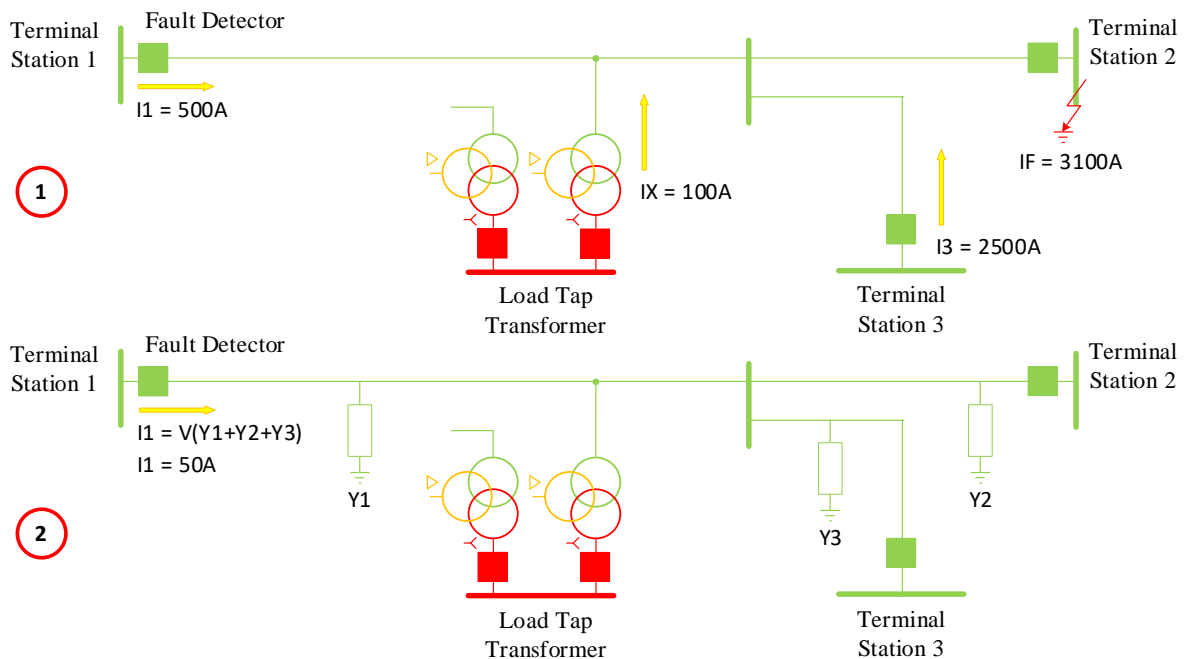 Terminal
Station 1
Fault Detector
Terminal
Station 2
I1 = 500A
IX = 100A
IF = 3100A
1
I3 = 2500A
Load Tap
Transformer
Terminal
Station 3
Terminal
Station 1
Fault Detector
Terminal
Station 2
I1 = V(Y1+Y2+Y3)
I1 = 50A
Y1
Y2
Y3
2
Load Tap
Transformer
Terminal
Station 3